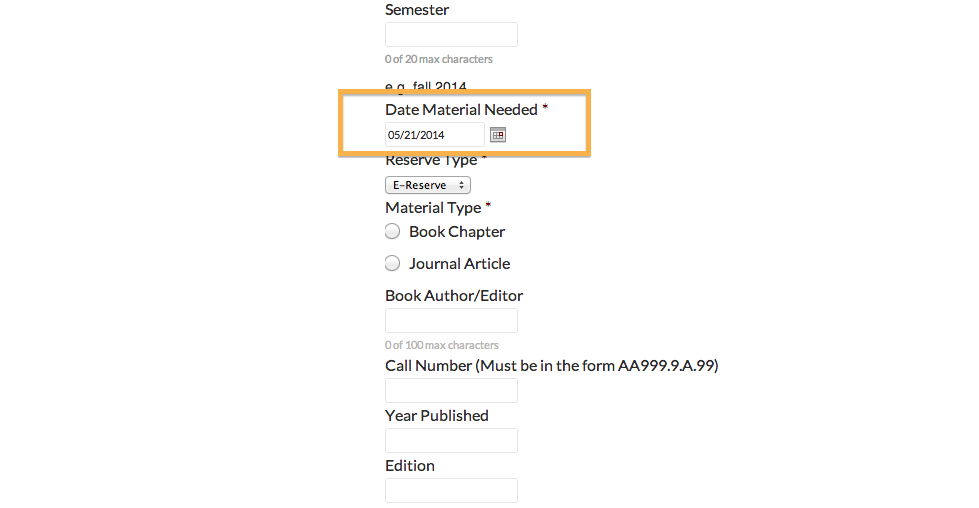 Semester
0 of 20 max characters
e.g. fall 2014
Date Material Needed *
05/21/2014
Reserve Type *
E-Reserve
Material Type *
Book Chapter
Journal Article
Book Author/Editor
0 of 100 max characters
Call Number (Must be in the form AA999.9.A.99)
Year Published
Edition